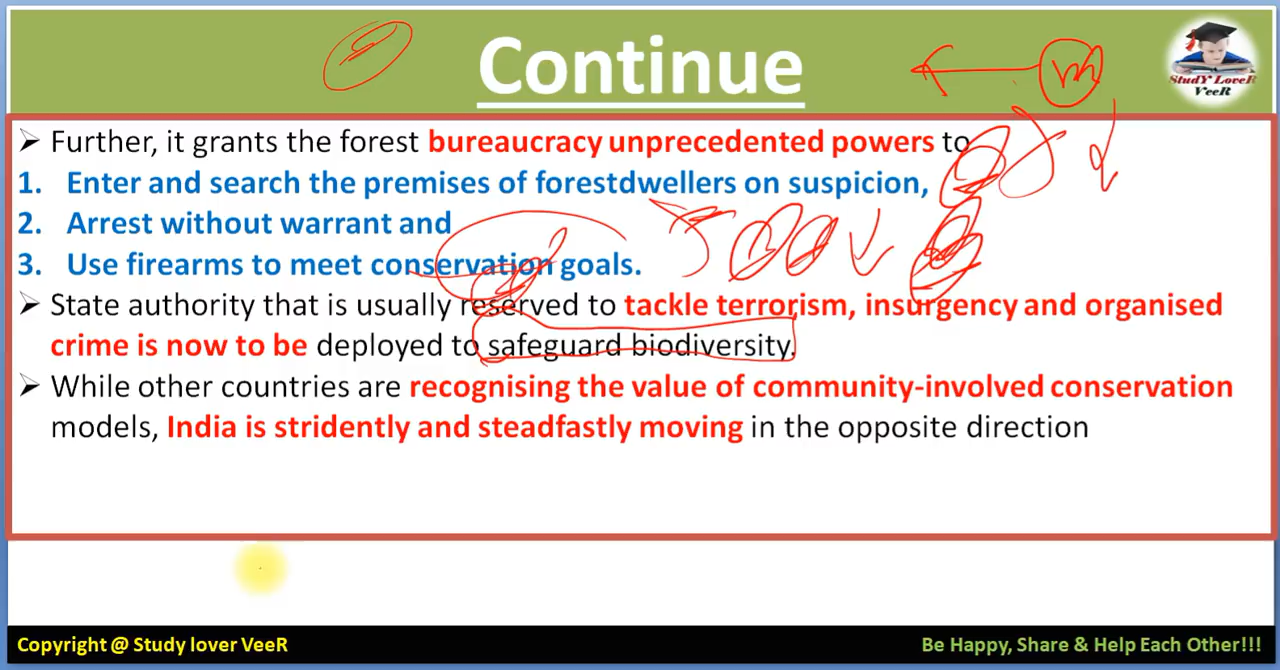 Continue
StudY LoveR
VeeR
➢ Further, it grants the forest bureaucracy unprecedented powers to
1. Enter and search the premises of forestdwellers on suspicion,
2. Arrest without warrant and
3. Use firearms to meet conservation goals.
➢ State authority that is usually reserved to tackle terrorism, insurgency and organised
crime is now to be deployed to safeguard biodiversity.
➢ While other countries are recognising the value of community-involved conservation
models, India is stridently and steadfastly moving in the opposite direction
Copyright @ Study lover VeeR
Be Happy, Share & Help Each Other!!!